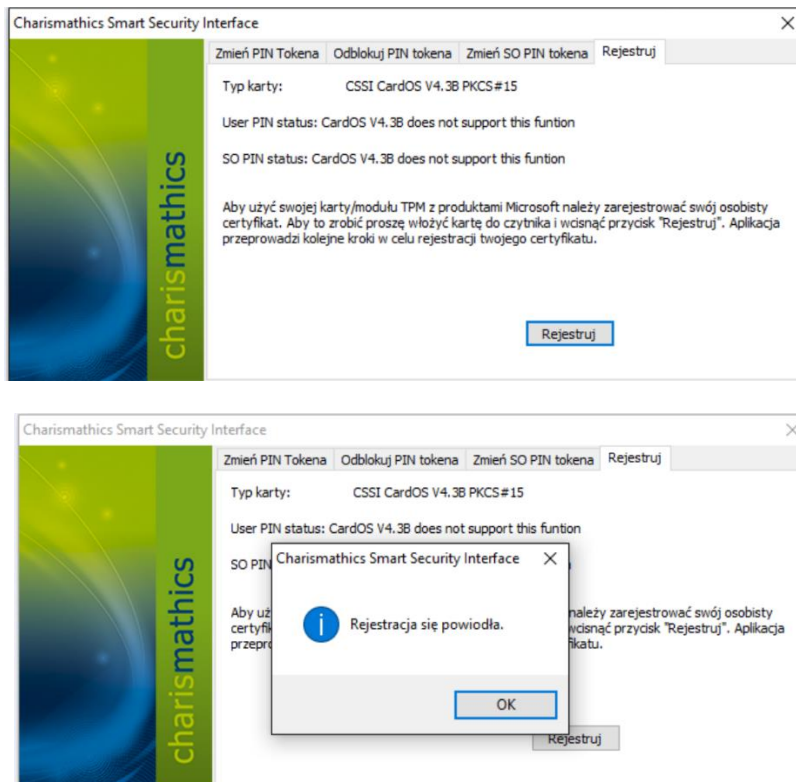 Charismathics Smart Security Interface
Zmień PIN Tokena Odblokuj PIN tokena Zmień SO PIN tokena Rejestruj
Typ karty: CSSI CardOS V4.3B PKCS#15
User PIN status: CardOS V4.3B does not support this funtion
SO PIN status: CardOS V4.3B does not support this funtion
Aby użyć swojej karty/modułu TPM z produktami Microsoft należy zarejestrować swój osobisty
certyfikat. Aby to zrobić proszę włożyć kartę do czytnika i wcisnąć przycisk "Rejestruj". Aplikacja
przeprowadzi kolejne kroki w celu rejestracji twojego certyfikatu.
Rejestruj
charismathics
Charismathics Smart Security Interface
Zmień PIN Tokena Odblokuj PIN tokena Zmień SO PIN tokena Rejestruj
Typ karty: CSSI CardOS V4.3B PKCS#15
User PIN status: CardOS V4.3B does not support this funtion
SO PIN
Charismathics Smart Security Interface
Rejestracja się powiodła.
OK
Aby należy zarejestrować swój osobisty
przycisk "Rejestruj". Aplikacja
Rejestruj
charismathics